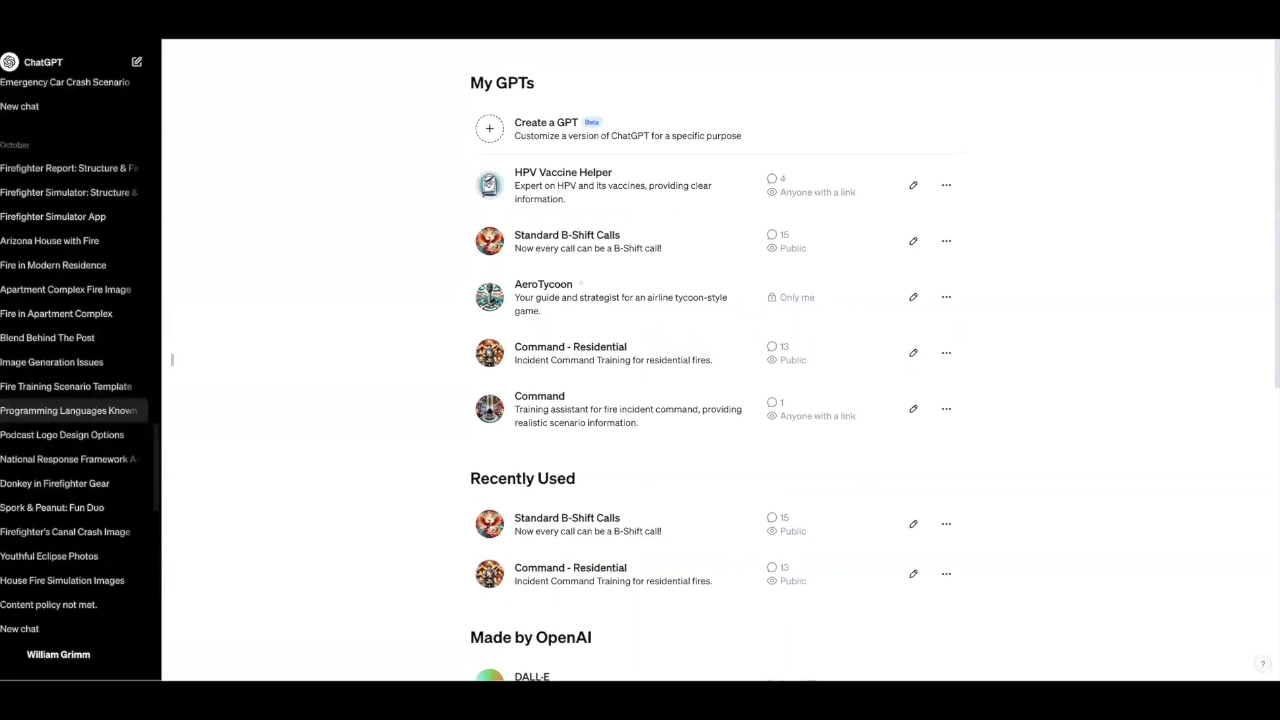 ChatGPT
Emergency Car Crash Scenario
New chat
October
Firefighter Report: Structure & Fir
Firefighter Simulator: Structure &
Firefighter Simulator App
Arizona House with Fire
Fire in Modern Residence
Apartment Complex Fire Image
Fire in Apartment Complex
Blend Behind The Post
Image Generation Issues
Fire Training Scenario Template
Programming Languages Known
Podcast Logo Design Options
National Response Framework A
Donkey in Firefighter Gear
Spork & Peanut: Fun Duo
Firefighter's Canal Crash Image
Youthful Eclipse Photos
House Fire Simulation Images
Content policy not met.
New chat
William Grimm
My GPTs
Create a GPT Beta
Customize a version of ChatGPT for a specific purpose
HPV Vaccine Helper
Expert on HPV and its vaccines, providing clear
information.
4
Anyone with a link
Standard B-Shift Calls
Now every call can be a B-Shift call!
15
Public
AeroTycoon
Your guide and strategist for an airline tycoon-style
game.
Only me
Command - Residential
Incident Command Training for residential fires.
13
Public
Command
Training assistant for fire incident command, providing
realistic scenario information.
1
Anyone with a link
Recently Used
Standard B-Shift Calls
Now every call can be a B-Shift call!
15
Public
Command - Residential
Incident Command Training for residential fires.
13
Public
Made by OpenAI
DALL·E
?